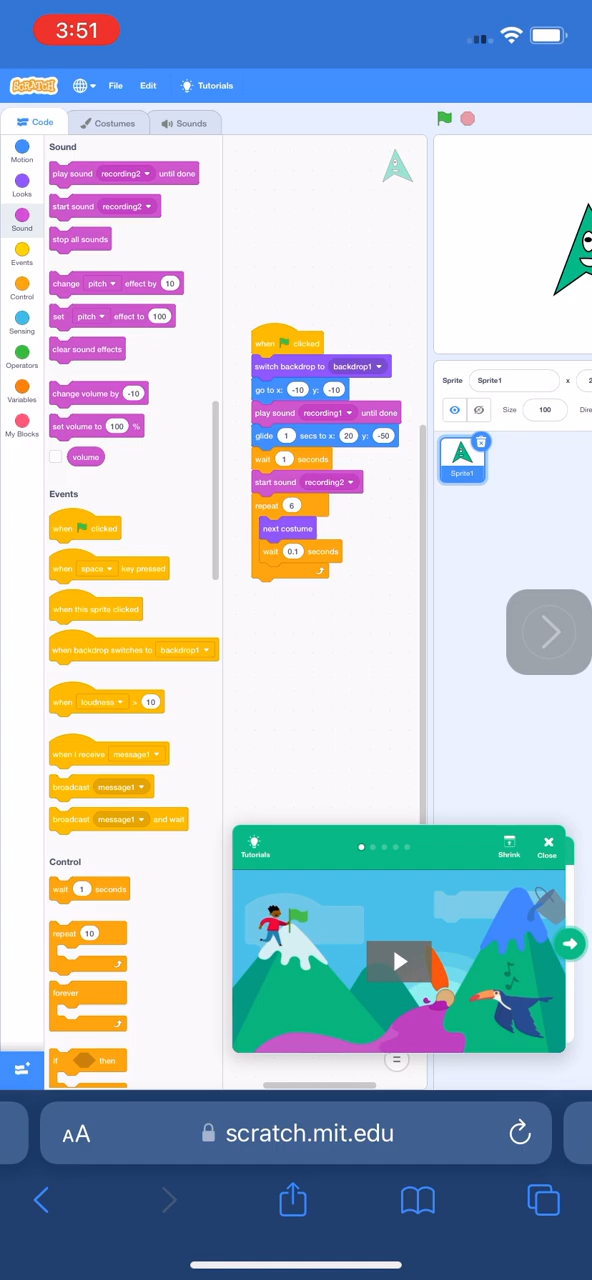 3:51
SCRATCH
File
Edit
Tutorials
Code
Costumes
Sounds
Motion
Looks
Sound
Events
Control
Sensing
Operators
Variables
My Blocks
Sound
play sound recording2 until done
start sound recording2
stop all sounds
change pitch effect by 10
set pitch effect to 100
clear sound effects
change volume by -10
set volume to 100 %
volume
Events
when clicked
when space key pressed
when this sprite clicked
when backdrop switches to backdrop1
when loudness > 10
when I receive message1
broadcast message1
broadcast message1 and wait
Control
wait 1 seconds
repeat 10
forever
if then
when clicked
switch backdrop to backdrop1
go to x: -10 y: -10
play sound recording1 until done
glide 1 secs to x: 20 y: -50
wait 1 seconds
start sound recording2
repeat 6
next costume
wait 0.1 seconds
Sprite Sprite1 x 2
Size 100 Dire
Sprite1
Tutorials
Shrink
Close
AA
scratch.mit.edu